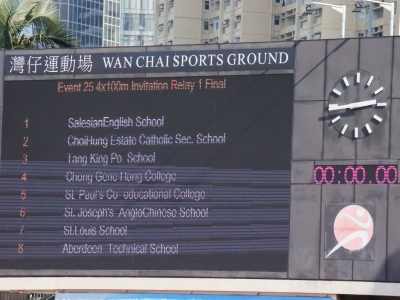 灣仔運動場 WAN CHAI SPORTS GROUND
Event 25 4x100m Invitation Relay 1 Final
1 SalesianEnglish School
2 ChoiHung Estate Catholic Sec. School
3 Tang King Po School
4 Chong Gene Hang College
5 St. Paul's Co-educational College
6 St. Joseph's AngloChinese School
7 St.Louis School
8 Aberdeen Technical School
00:00.00